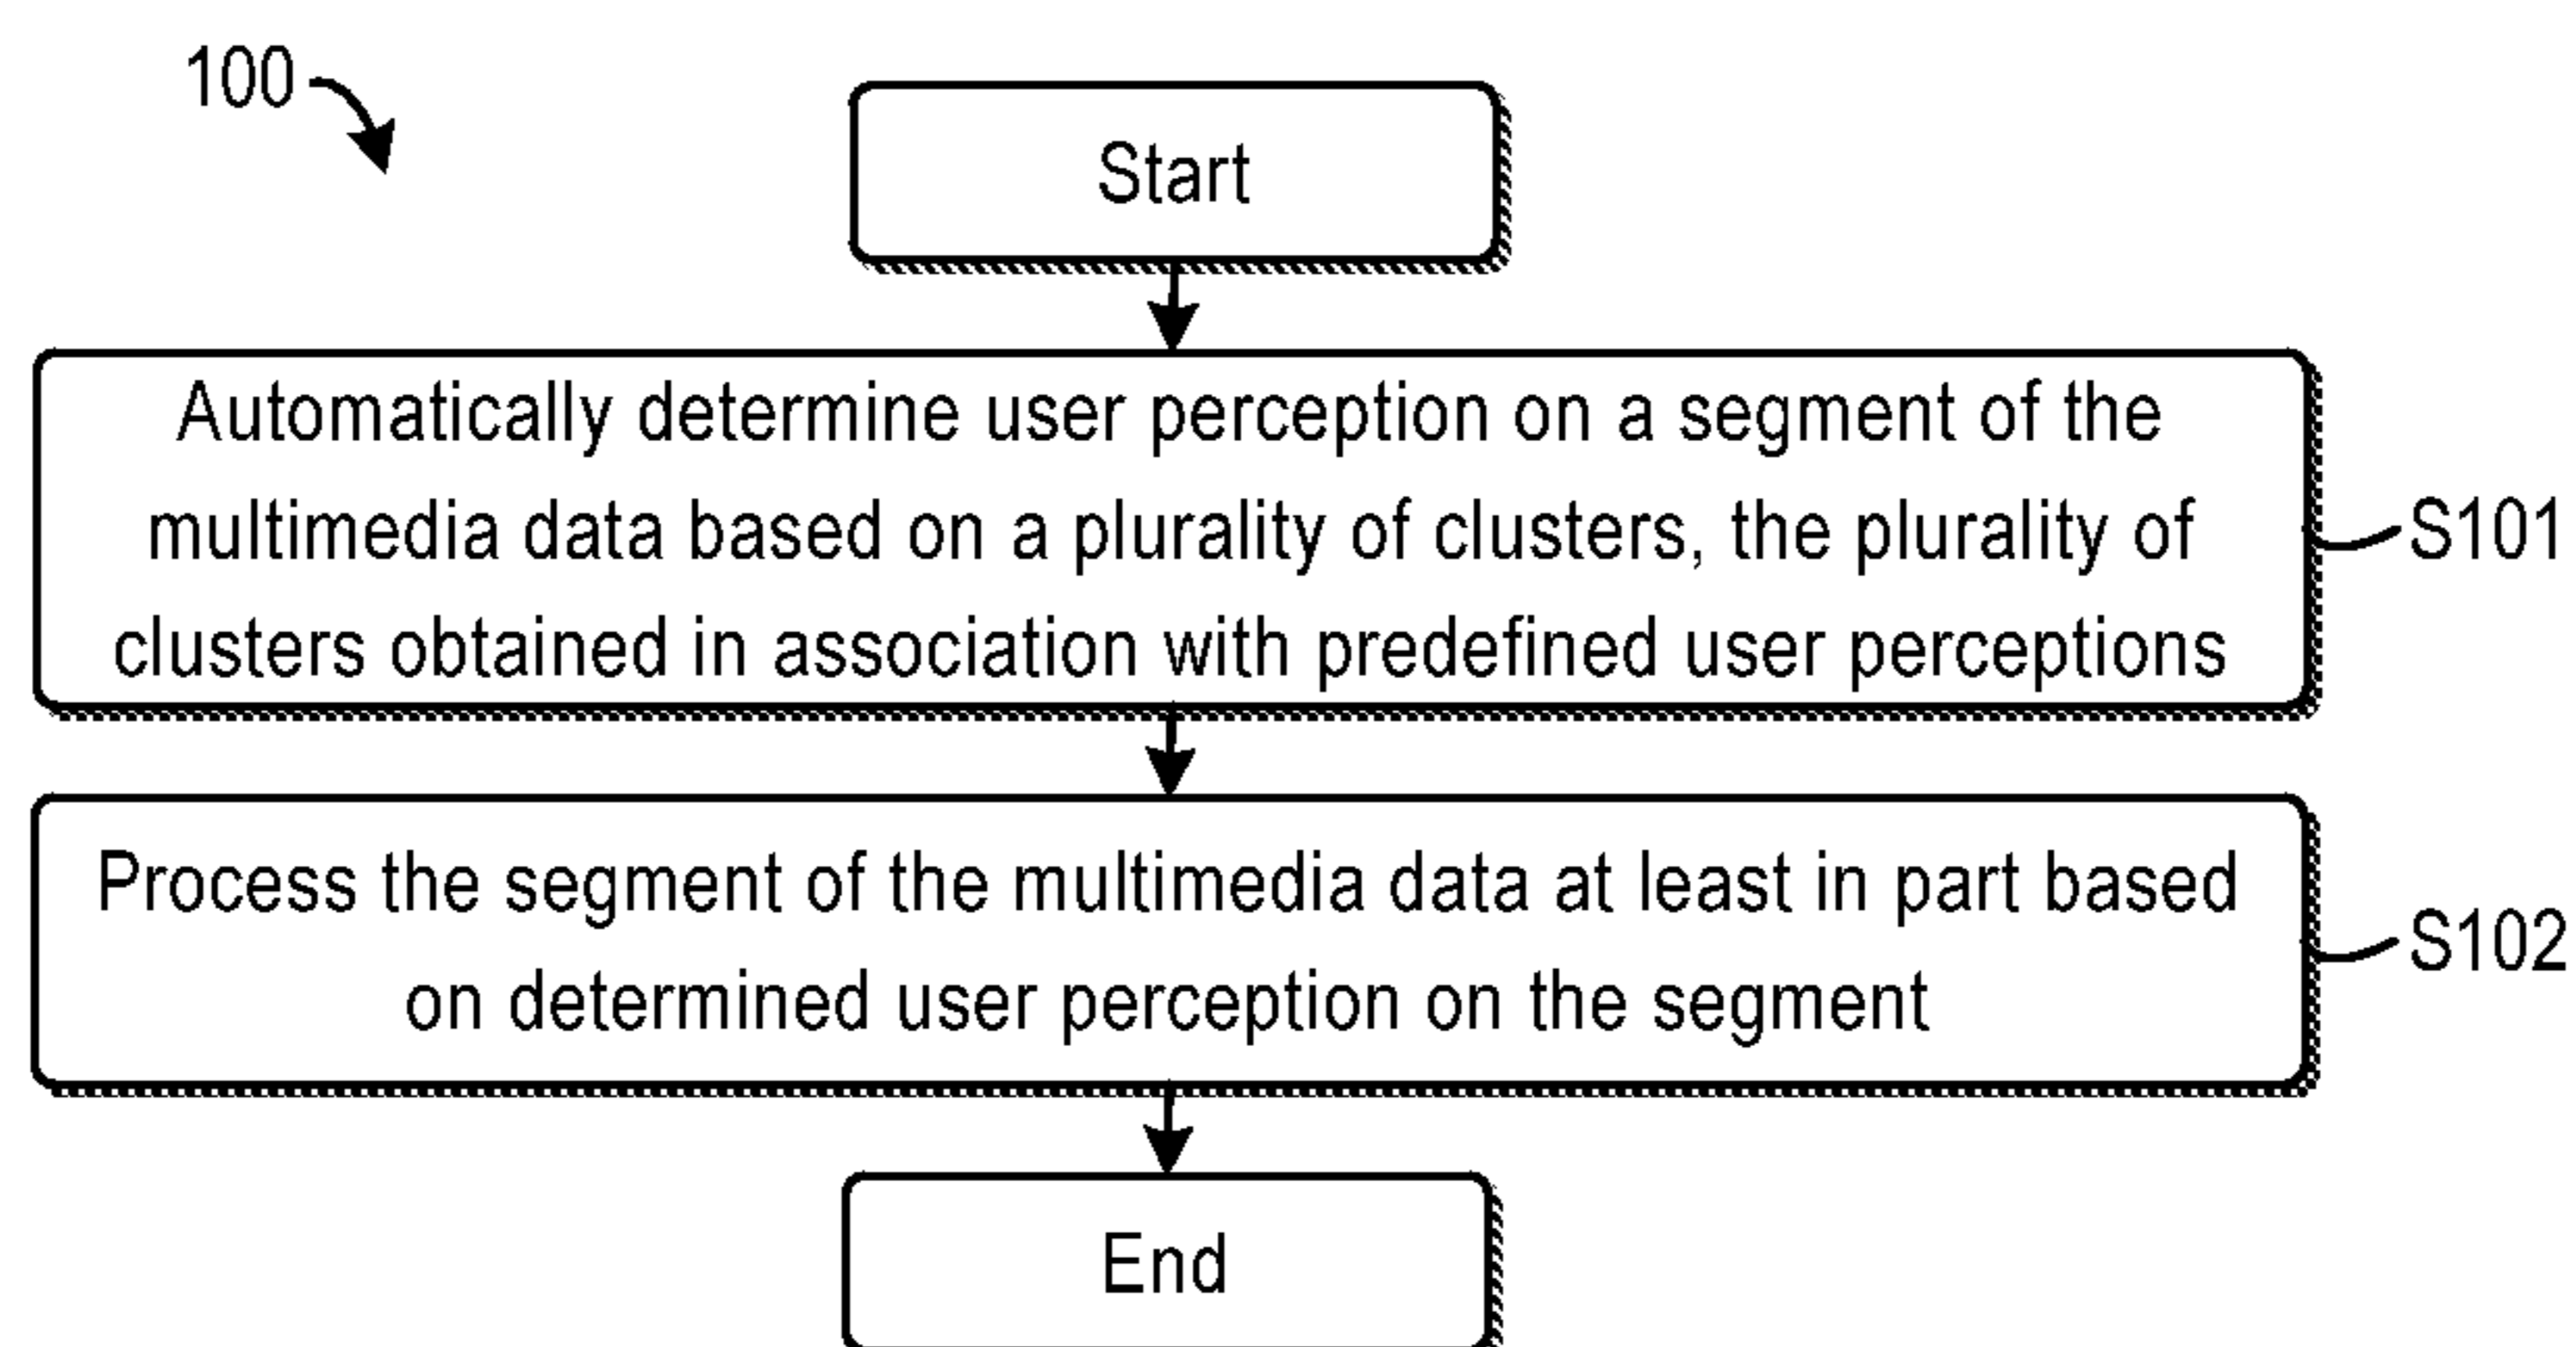 100
Start
Automatically determine user perception on a segment of the
multimedia data based on a plurality of clusters, the plurality of
clusters obtained in association with predefined user perceptions
S101
Process the segment of the multimedia data at least in part based
on determined user perception on the segment
S102
End